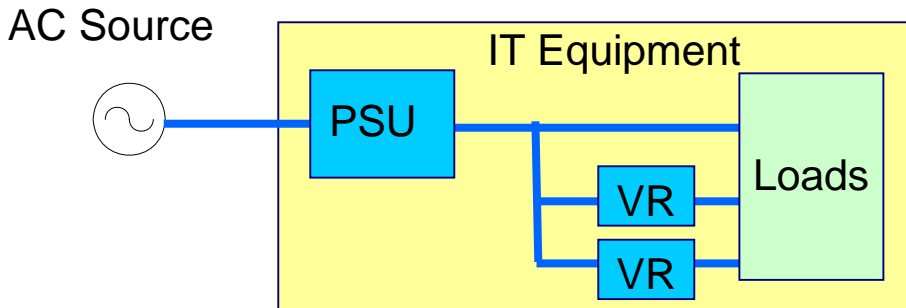 AC Source
IT Equipment
PSU
Loads
VR
VR